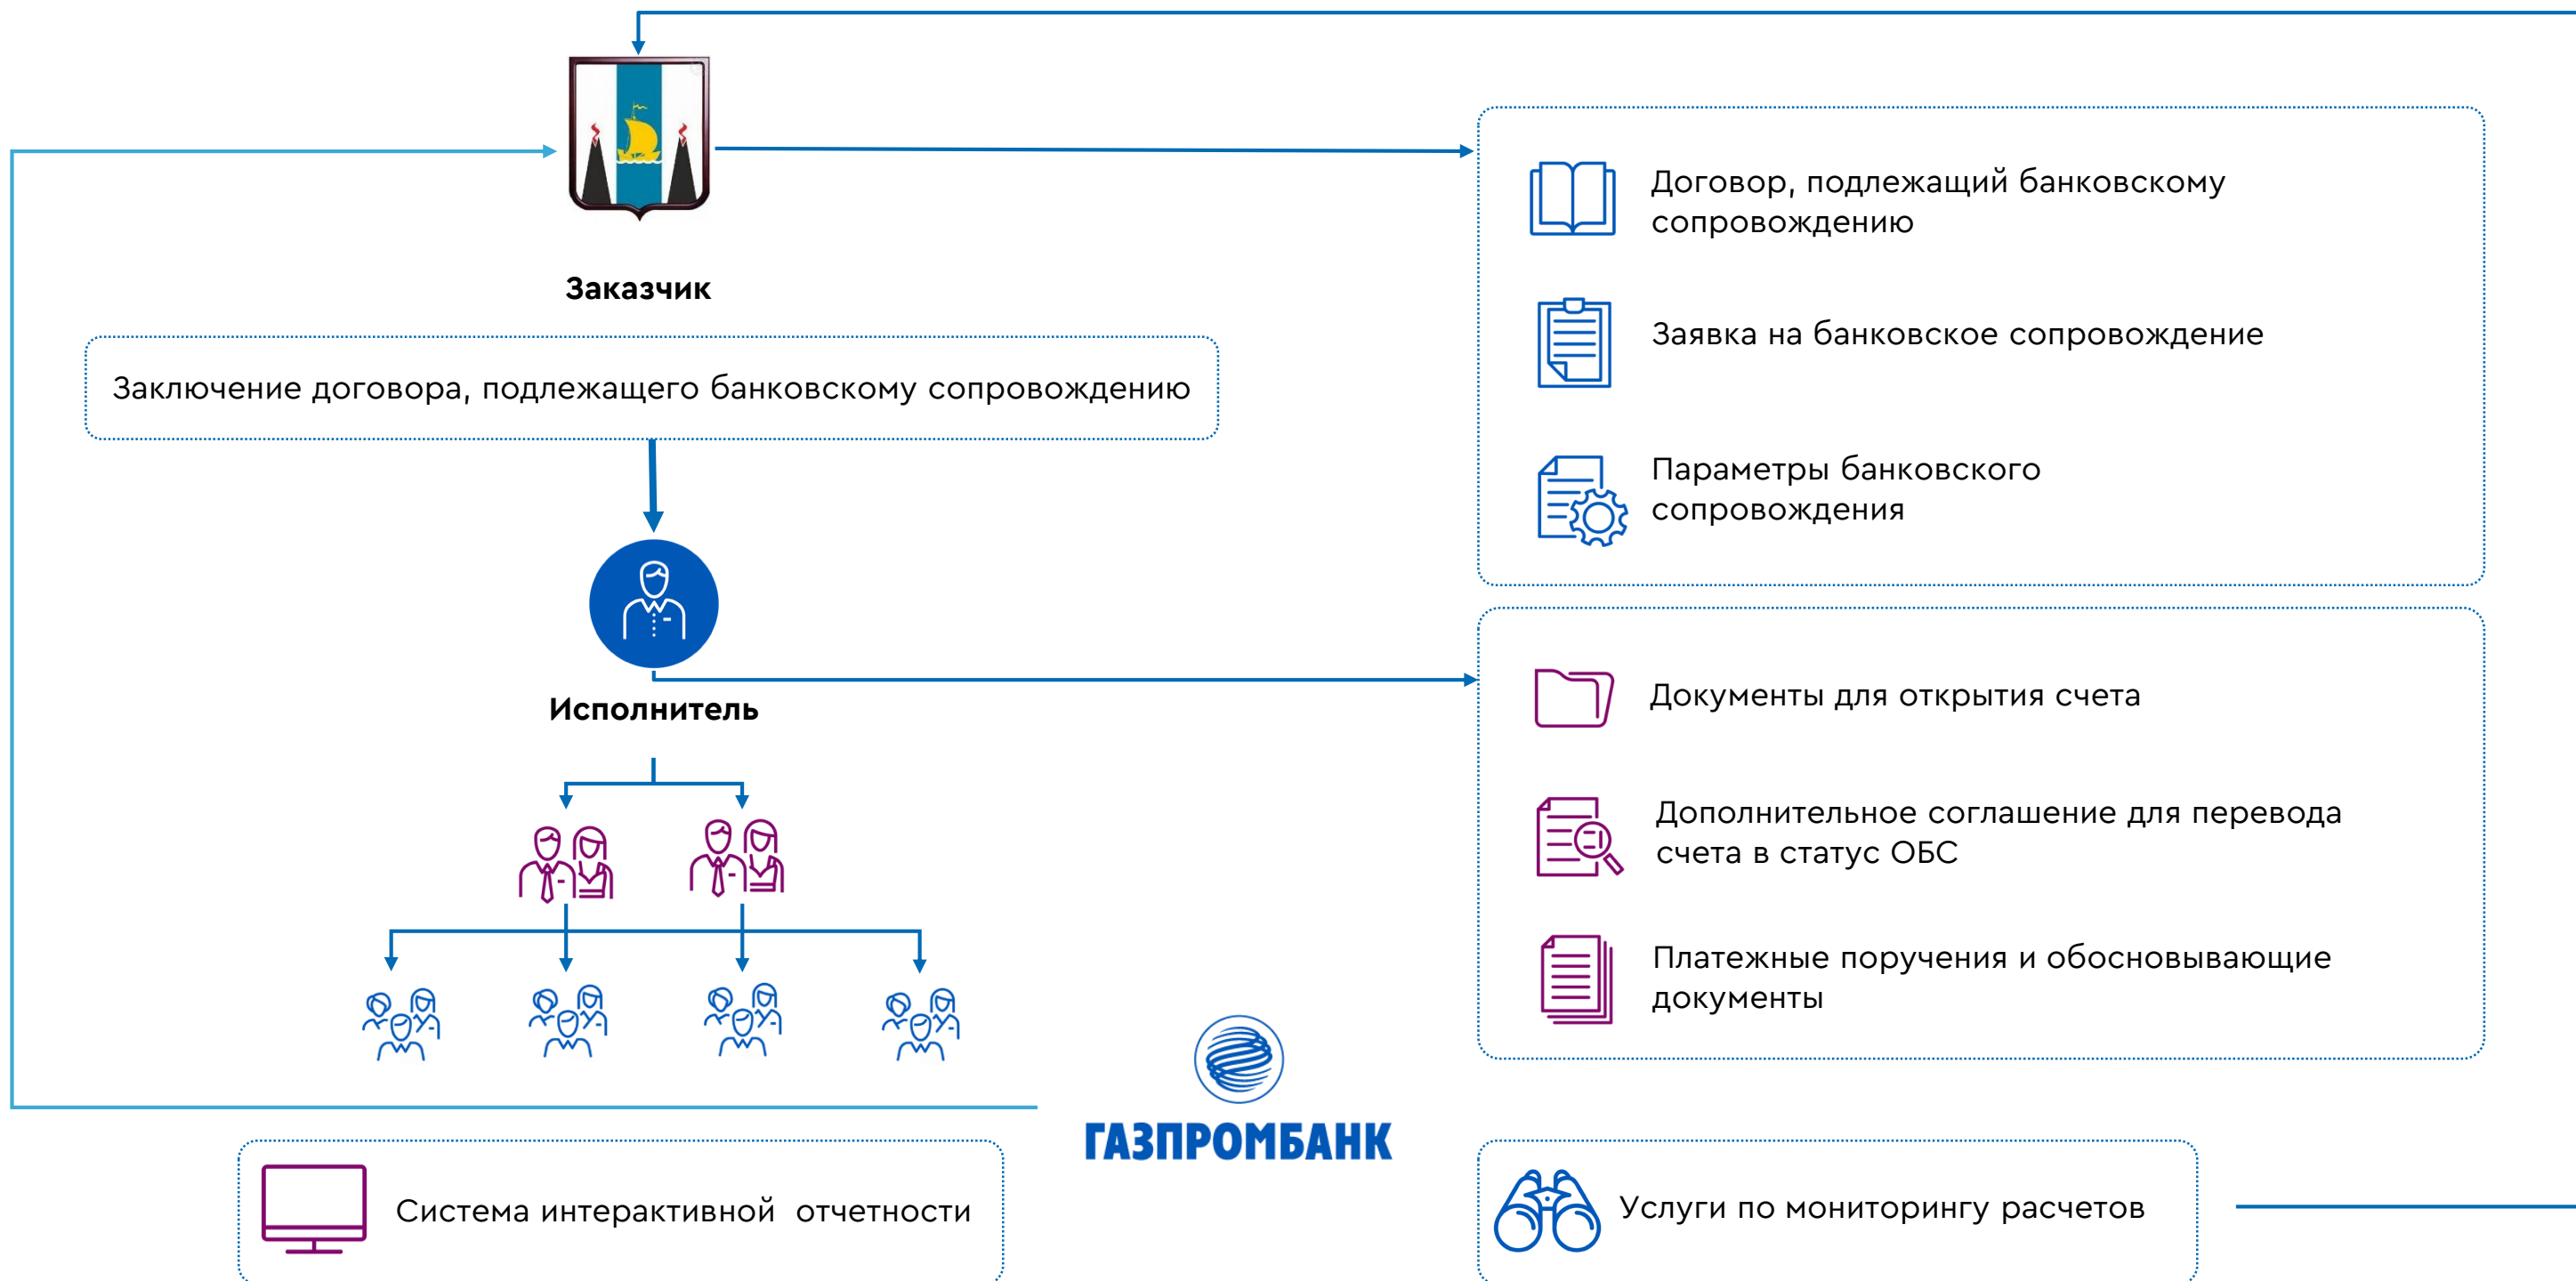 Заказчик
Заключение договора, подлежащего банковскому сопровождению
Исполнитель
Договор, подлежащий банковскому
сопровождению
Заявка на банковское сопровождение
Параметры банковского
сопровождения
Документы для открытия счета
Дополнительное соглашение для перевода
счета в статус ОБС
Платежные поручения и обосновывающие
документы
ГАЗПРОМБАНК
Система интерактивной отчетности
Услуги по мониторингу расчетов